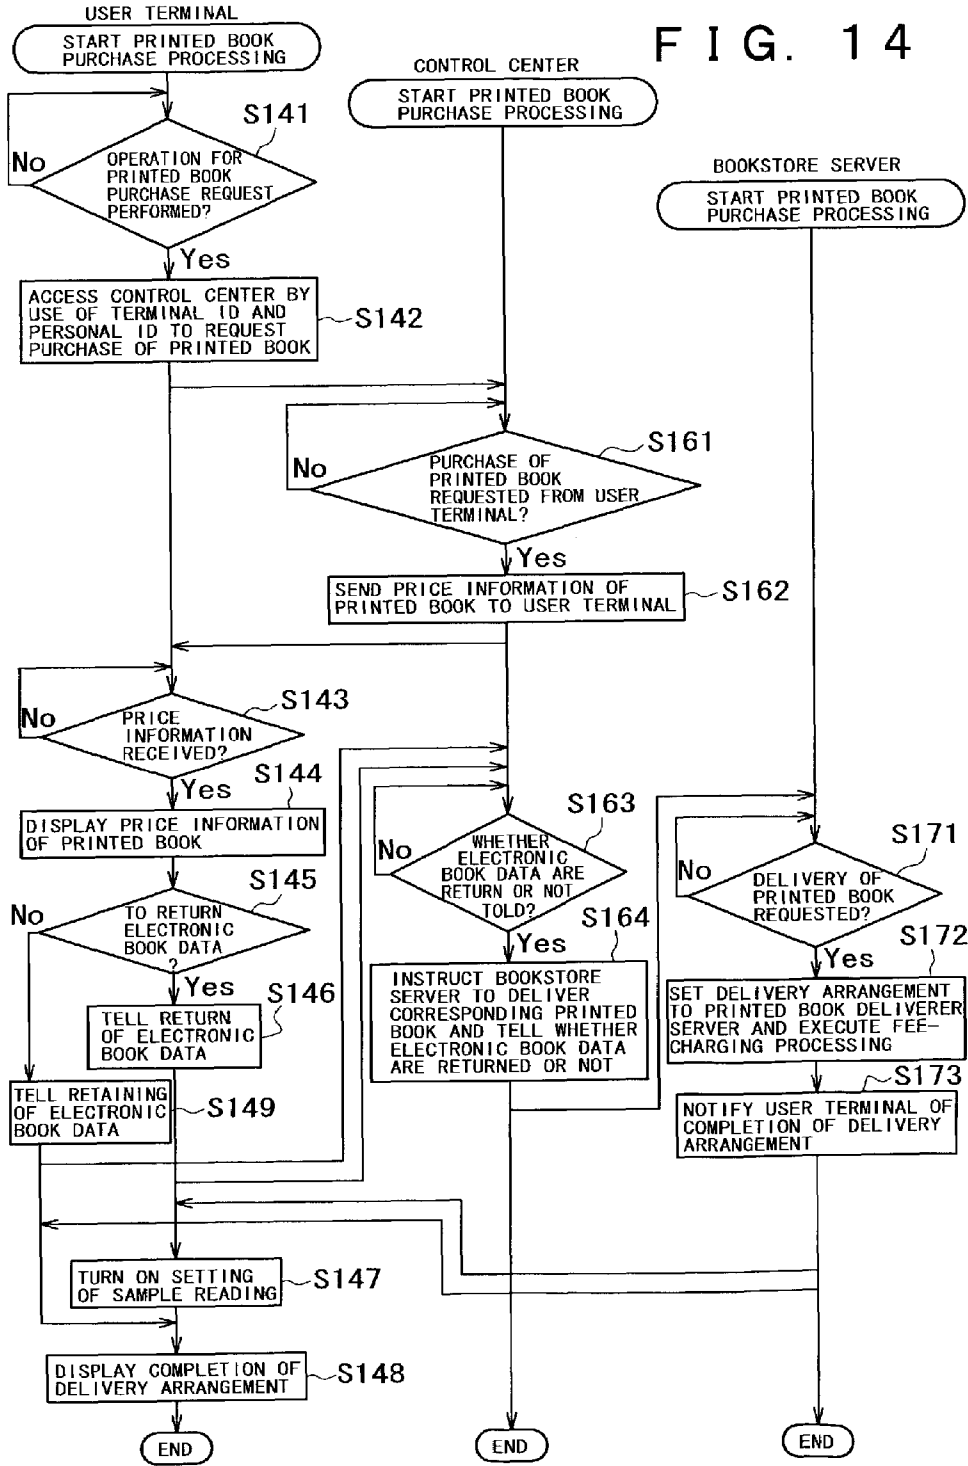 FIG. 14
USER TERMINAL
START PRINTED BOOK
PURCHASE PROCESSING
S141
No
OPERATION FOR
PRINTED BOOK
PURCHASE REQUEST
PERFORMED?
Yes
ACCESS CONTROL CENTER BY
USE OF TERMINAL ID AND
PERSONAL ID TO REQUEST
PURCHASE OF PRINTED BOOK
S142
S143
No
PRICE
INFORMATION
RECEIVED?
Yes
S144
DISPLAY PRICE INFORMATION
OF PRINTED BOOK
S145
No
TO RETURN
ELECTRONIC
BOOK DATA
?
Yes
S146
TELL RETURN
OF ELECTRONIC
BOOK DATA
TELL RETAINING
OF ELECTRONIC
BOOK DATA
S149
TURN ON SETTING
OF SAMPLE READING
S147
DISPLAY COMPLETION OF
DELIVERY ARRANGEMENT
S148
END
CONTROL CENTER
START PRINTED BOOK
PURCHASE PROCESSING
S161
No
PURCHASE OF
PRINTED BOOK
REQUESTED FROM USER
TERMINAL?
Yes
SEND PRICE INFORMATION OF
PRINTED BOOK TO USER TERMINAL
S162
S163
No
WHETHER
ELECTRONIC
BOOK DATA ARE
RETURN OR NOT
TOLD?
Yes
S164
INSTRUCT BOOKSTORE
SERVER TO DELIVER
CORRESPONDING PRINTED
BOOK AND TELL WHETHER
ELECTRONIC BOOK DATA
ARE RETURNED OR NOT
END
BOOKSTORE SERVER
START PRINTED BOOK
PURCHASE PROCESSING
S171
No
DELIVERY OF
PRINTED BOOK
REQUESTED?
Yes
S172
SET DELIVERY ARRANGEMENT
TO PRINTED BOOK DELIVERER
SERVER AND EXECUTE FEE-
CHARGING PROCESSING
S173
NOTIFY USER TERMINAL OF
COMPLETION OF DELIVERY
ARRANGEMENT
END